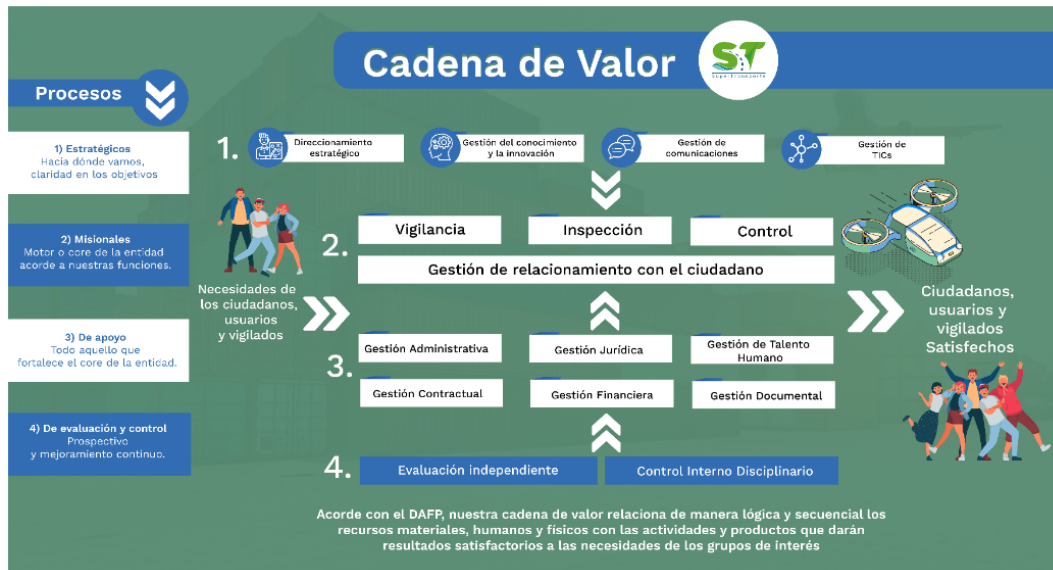 Cadena de Valor
ST
Supertransporte
Procesos
1) Estratégicos
Hacia dónde vamos,
claridad en los objetivos
2) Misionales
Motor o core de la entidad
acorde a nuestras funciones.
3) De apoyo
Todo aquello que
fortalece el core de la entidad.
4) De evaluación y control
Prospectivo
y mejoramiento continuo.
1.
Direccionamiento
estratégico
Gestión del conocimiento
y la innovación
Gestión de
comunicaciones
Gestión de
TICs
Necesidades de
los ciudadanos,
usuarios
y vigilados
2.
Vigilancia
Inspección
Control
Gestión de relacionamiento con el ciudadano
3.
Gestión Administrativa
Gestión Jurídica
Gestión de Talento
Humano
Gestión Contractual
Gestión Financiera
Gestión Documental
4.
Evaluación independiente
Control Interno Disciplinario
Ciudadanos,
usuarios y
vigilados
Satisfechos
Acorde con el DAFP, nuestra cadena de valor relaciona de manera lógica y secuencial los
recursos materiales, humanos y físicos con las actividades y productos que darán
resultados satisfactorios a las necesidades de los grupos de interés